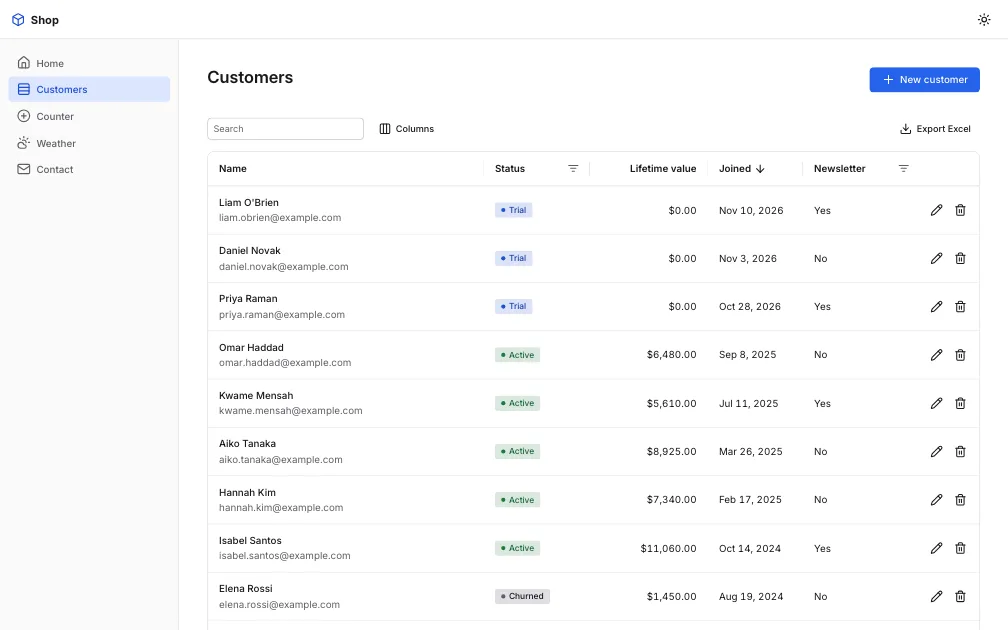 Shop
Home
Customers
Counter
Weather
Contact
Customers
New customer
Search
Columns
Export Excel
Name Status Lifetime value Joined Newsletter
Liam O'Brien
liam.obrien@example.com
Trial $0.00 Nov 10, 2026 Yes
Daniel Novak
daniel.novak@example.com
Trial $0.00 Nov 3, 2026 No
Priya Raman
priya.raman@example.com
Trial $0.00 Oct 28, 2026 Yes
Omar Haddad
omar.haddad@example.com
Active $6,480.00 Sep 8, 2025 No
Kwame Mensah
kwame.mensah@example.com
Active $5,610.00 Jul 11, 2025 Yes
Aiko Tanaka
aiko.tanaka@example.com
Active $8,925.00 Mar 26, 2025 No
Hannah Kim
hannah.kim@example.com
Active $7,340.00 Feb 17, 2025 No
Isabel Santos
isabel.santos@example.com
Active $11,060.00 Oct 14, 2024 Yes
Elena Rossi
elena.rossi@example.com
Churned $1,450.00 Aug 19, 2024 No